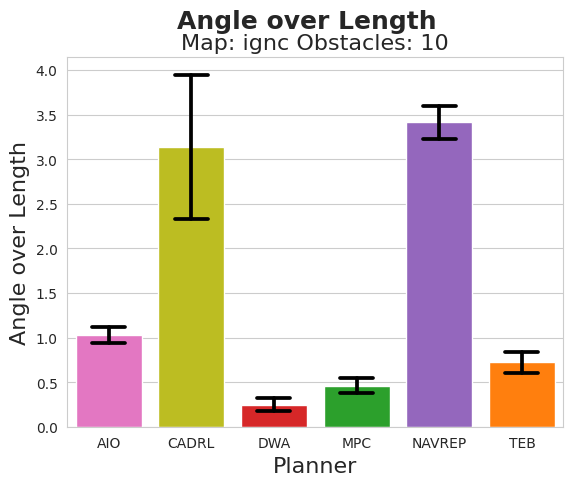 Angle over Length
Map: ignc Obstacles: 10
Angle over Length
4.0
3.5
3.0
2.5
2.0
1.5
1.0
0.5
0.0
AIO CADRL DWA MPC NAVREP TEB
Planner